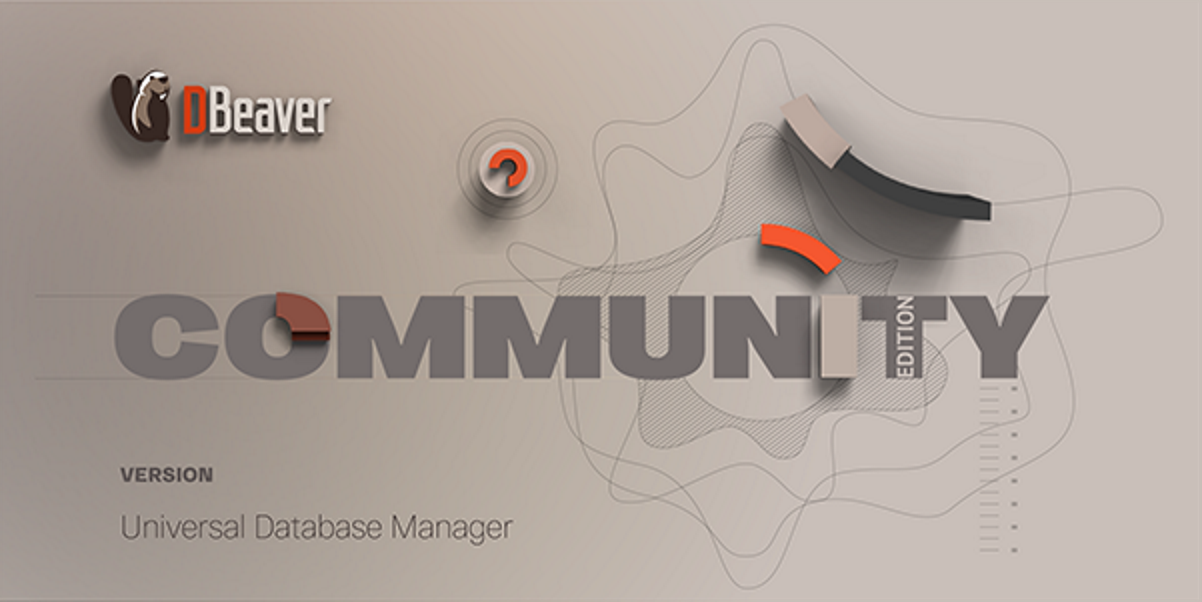 DBeaver
COMMUNITY
EDITION
VERSION
Universal Database Manager